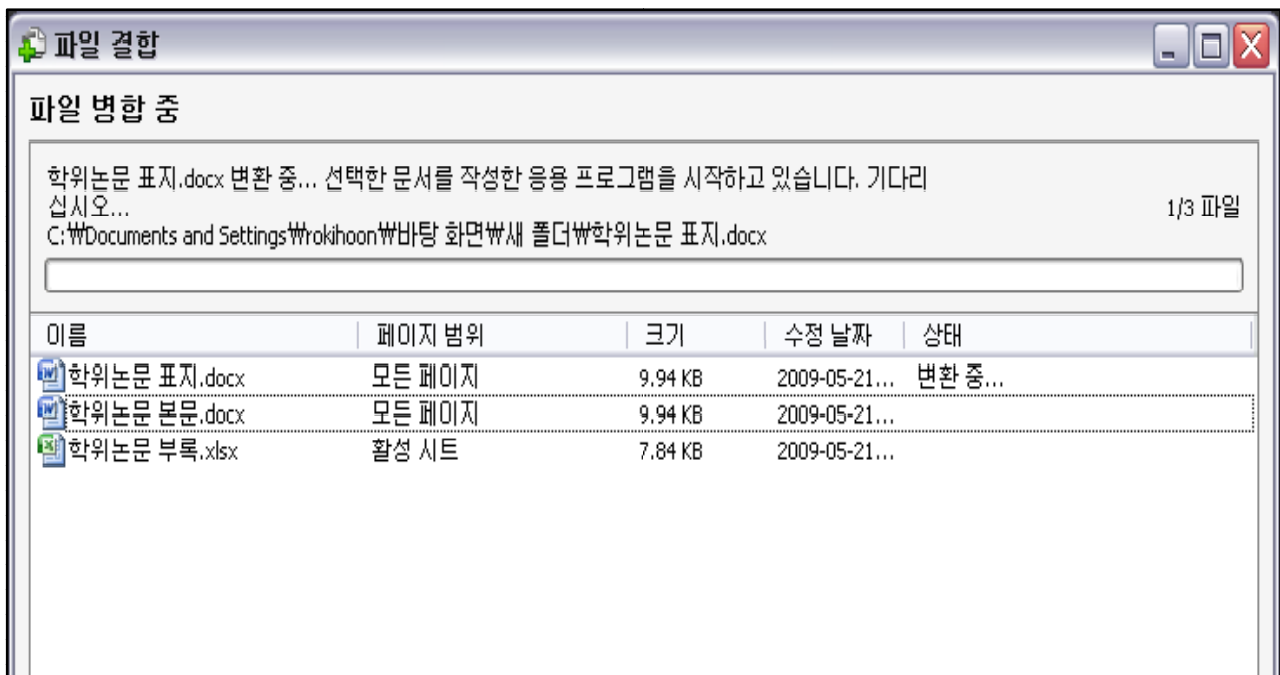 파일 결합
파일 병합 중
학위논문 표지.docx 변환 중... 선택한 문서를 작성한 응용 프로그램을 시작하고 있습니다. 기다리
십시오...
1/3 파일
C:₩Documents and Settings₩rokihoon₩바탕 화면₩새 폴더₩학위논문 표지.docx
이름 페이지 범위 크기 수정 날짜 상태
학위논문 표지.docx 모든 페이지 9.94 KB 2009-05-21... 변환 중...
학위논문 본문.docx 모든 페이지 9.94 KB 2009-05-21...
학위논문 부록.xlsx 활성 시트 7.84 KB 2009-05-21...